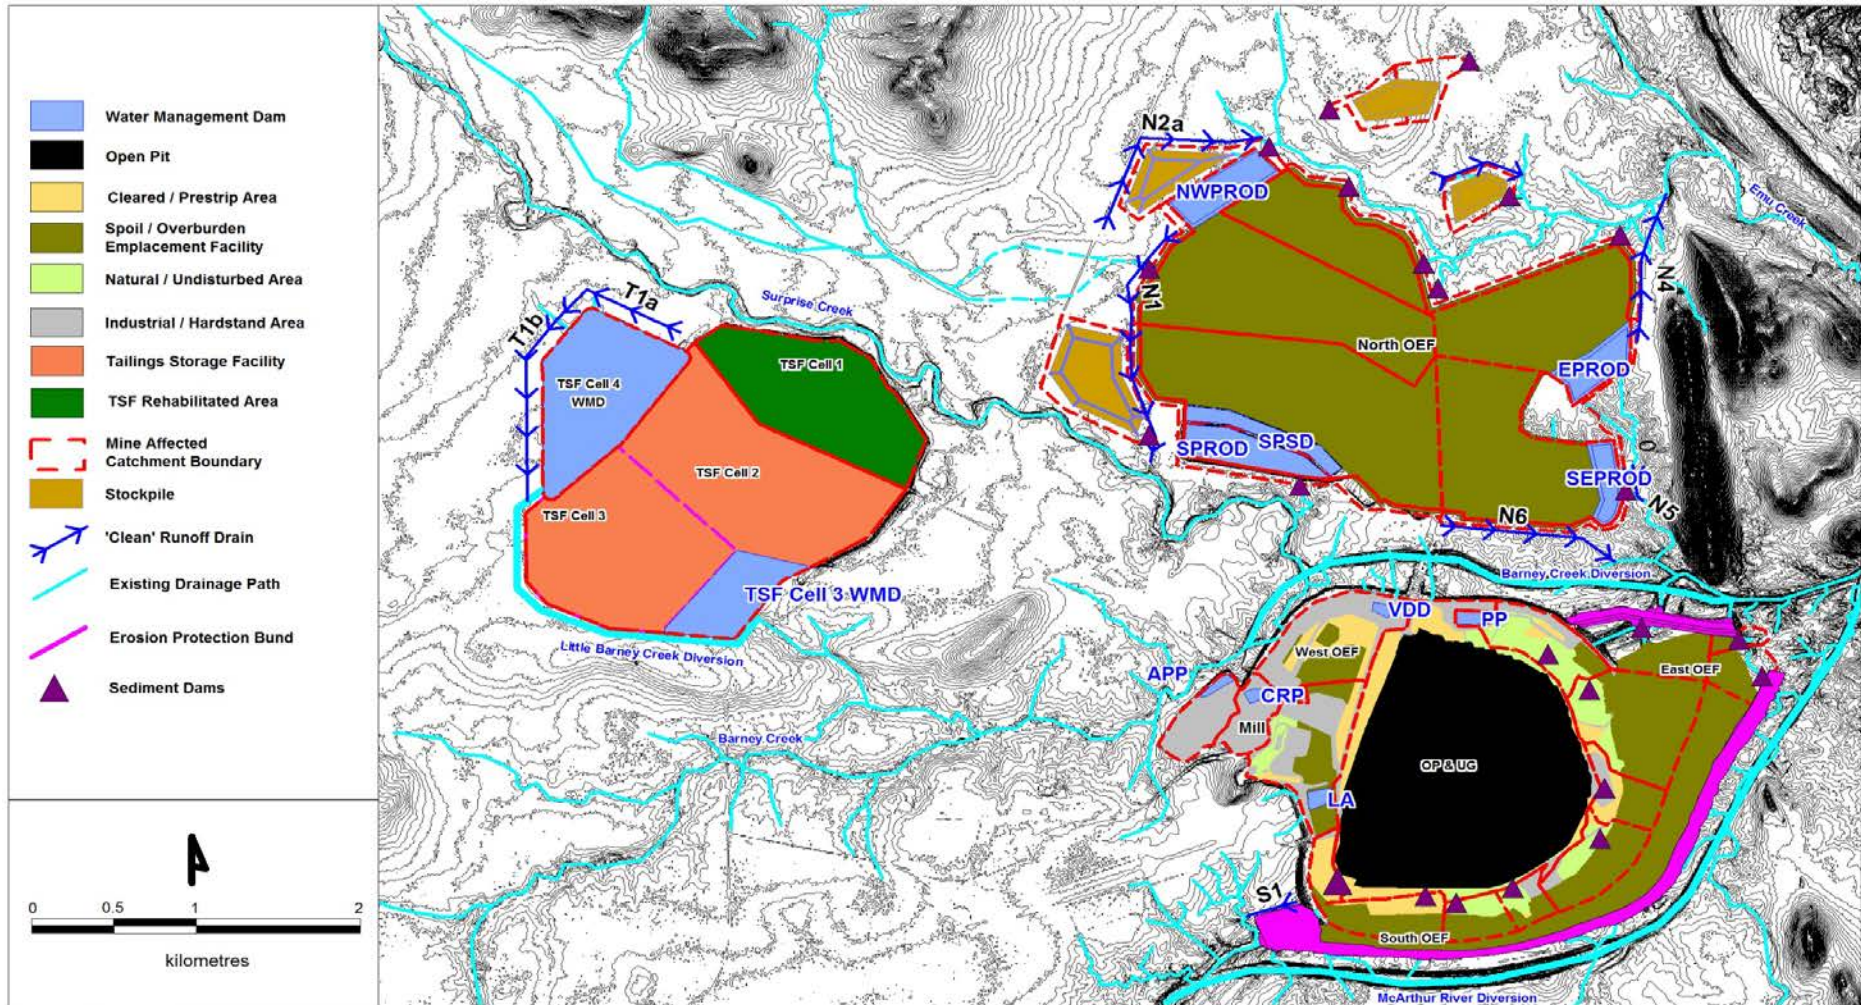 Water Management Dam
Open Pit
Cleared / Prestrip Area
Spoil / Overburden
Emplacement Facility
Natural / Undisturbed Area
Industrial / Hardstand Area
Tailings Storage Facility
TSF Rehabilitated Area
Mine Affected
Catchment Boundary
Stockpile
'Clean' Runoff Drain
Existing Drainage Path
Erosion Protection Bund
Sediment Dams
0 0.5 1 2
kilometres
N2a
NWPROD
Emu Creek
N4
N1
T1a
T1b
Surprise Creek
North OEF
TSF Cell 1
EPROD
TSF Cell 4
WMD
SPROD
SPSD
0
TSF Cell 2
SEPROD
N5
TSF Cell 3
N6
Barney Creek Diversion
TSF Cell 3 WMD
VDD
PP
Little Barney Creek Diversion
West OEF
East OEF
APP
CRP
Mill
Barney Creek
OP & UG
LA
S1
South OEF
McArthur River Diversion